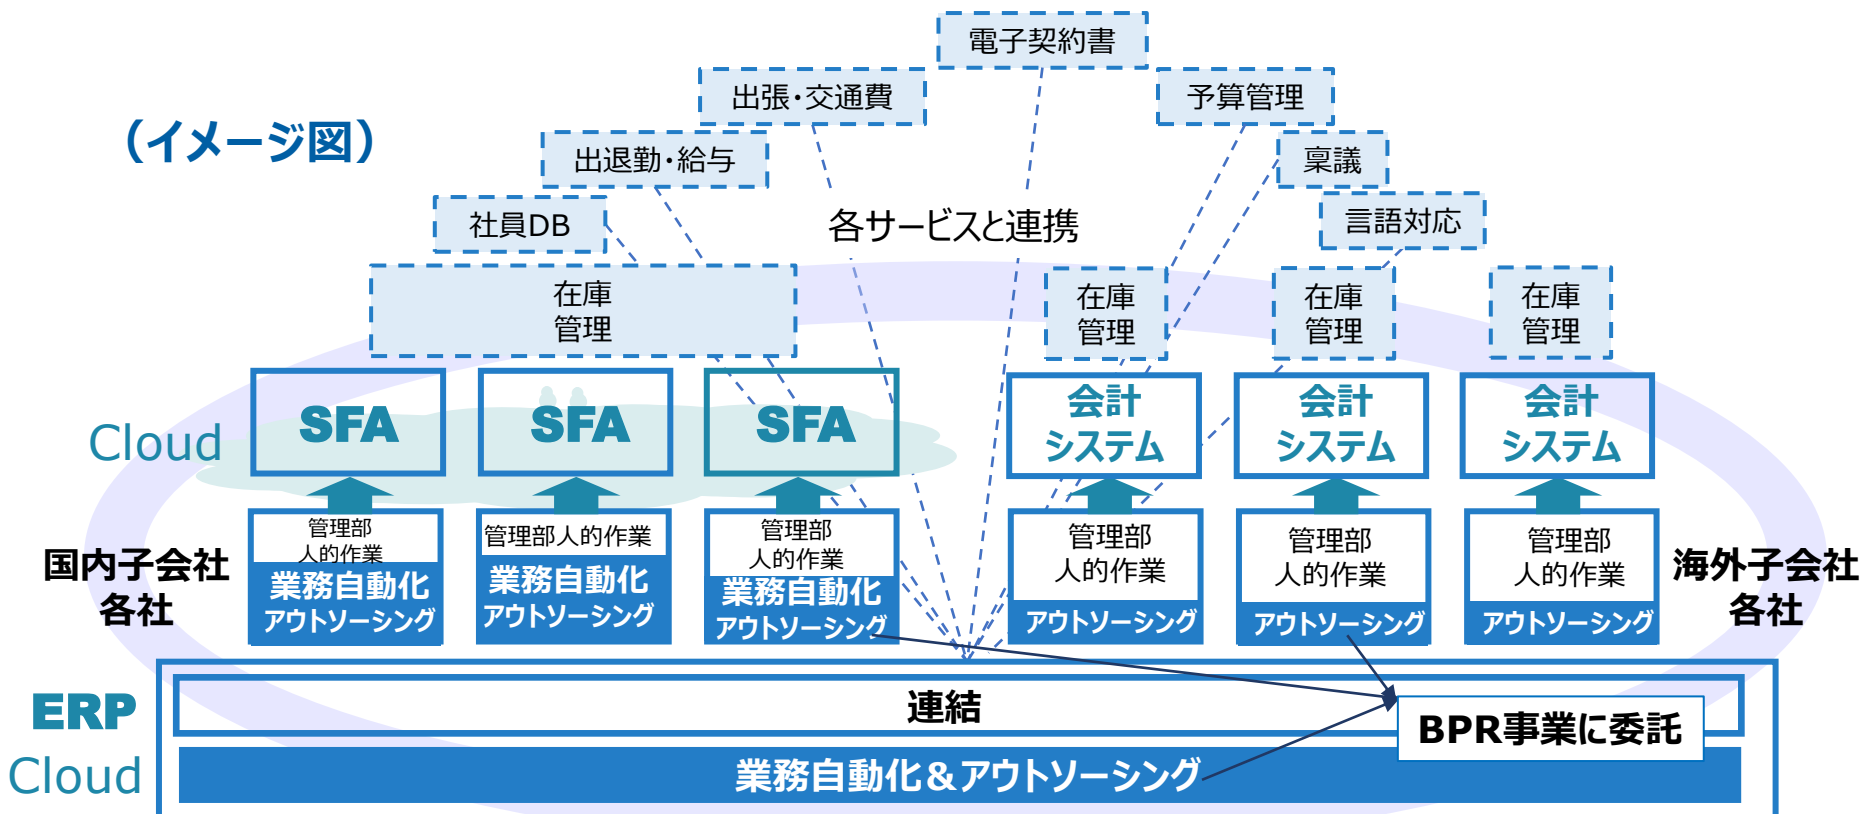 電子契約書
出張・交通費
予算管理
（イメージ図）
出退勤・給与
稟議
社員DB
各サービスと連携
言語対応
在庫
管理
在庫
管理
在庫
管理
在庫
管理
Cloud
SFA
SFA
SFA
会計
システム
会計
システム
会計
システム
国内子会社
各社
管理部
人的作業
業務自動化
アウトソーシング
管理部人的作業
業務自動化
アウトソーシング
管理部
人的作業
業務自動化
アウトソーシング
管理部
人的作業
アウトソーシング
管理部
人的作業
アウトソーシング
管理部
人的作業
アウトソーシング
海外子会社
各社
ERP
Cloud
連結
BPR事業に委託
業務自動化＆アウトソーシング